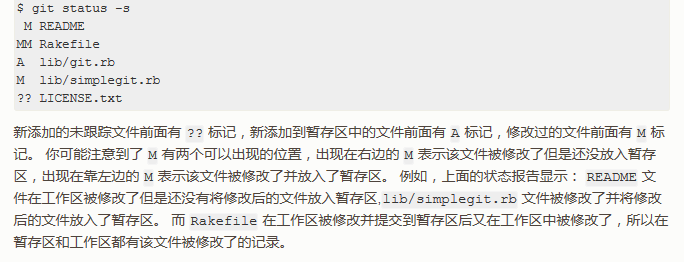 $ git status -s
 M README
MM Rakefile
A  lib/git.rb
M  lib/simplegit.rb
?? LICENSE.txt
新添加的未跟踪文件前面有 ?? 标记，新添加到暂存区中的文件前面有 A 标记，修改过的文件前面有 M 标
记。 你可能注意到了 M 有两个可以出现的位置，出现在右边的 M 表示该文件被修改了但是还没放入暂存
区，出现在靠左边的 M 表示该文件被修改了并放入了暂存区。 例如，上面的状态报告显示： README 文
件在工作区被修改了但是还没有将修改后的文件放入暂存区,lib/simplegit.rb 文件被修改了并将修改
后的文件放入了暂存区。 而 Rakefile 在工作区被修改并提交到暂存区后又在工作区中被修改了，所以在
暂存区和工作区都有该文件被修改了的记录。